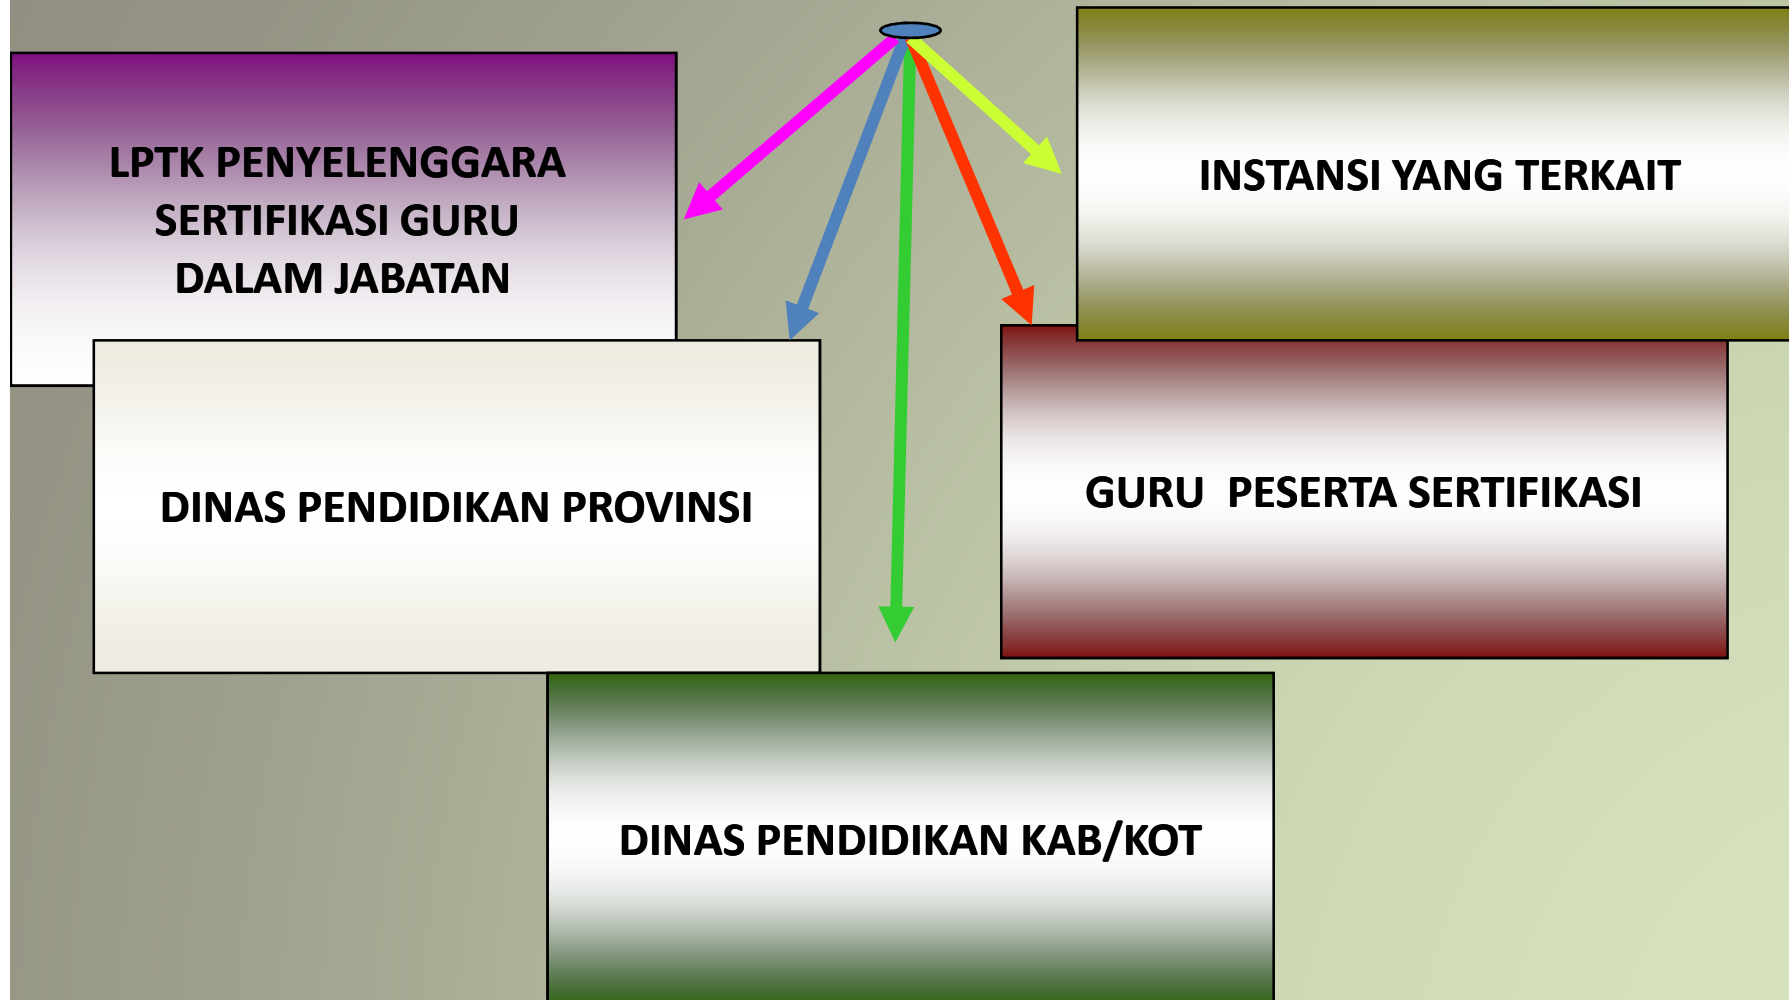 LPTK PENYELENGGARA
SERTIFIKASI GURU
DALAM JABATAN
INSTANSI YANG TERKAIT
DINAS PENDIDIKAN PROVINSI
GURU  PESERTA SERTIFIKASI
DINAS PENDIDIKAN KAB/KOT